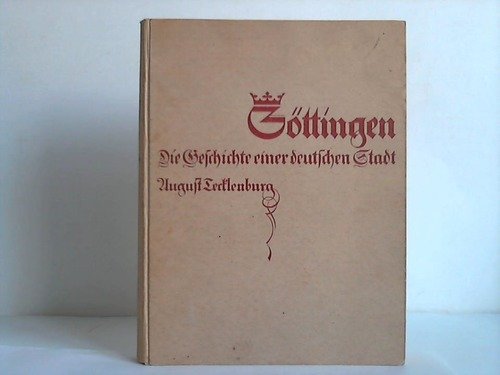 Göttingen
Die Geschichte einer deutschen Stadt
August Tecklenburg